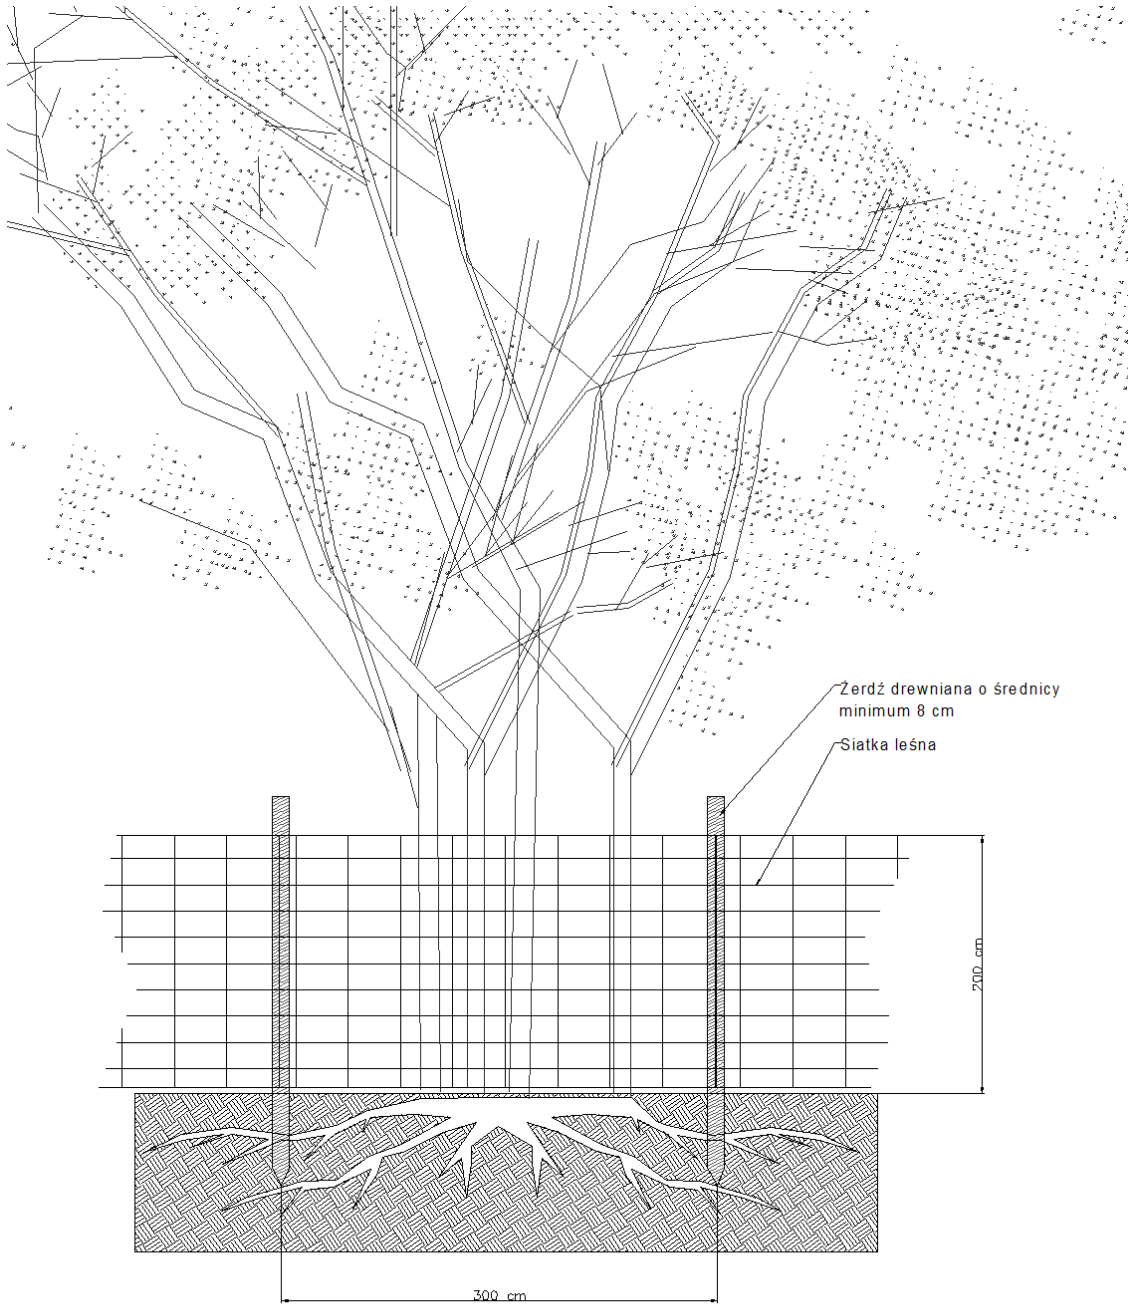 Żerdź drewniana o średnicy
minimum 8 cm
Siatka leśna
200 cm
300 cm